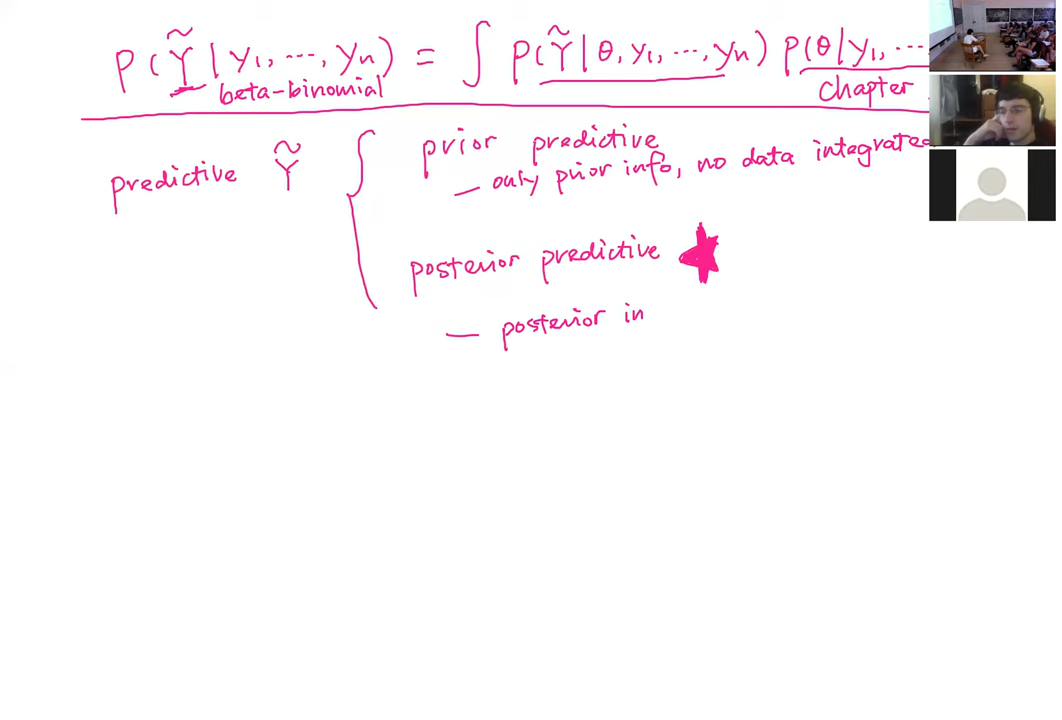 P(Ỹ | y₁, ..., yₙ) = ∫ P(Ỹ | θ, y₁, ..., yₙ) P(θ | y₁, ...
beta-binomial
chapter
predictive Ỹ
prior predictive
— only prior info, no data integrated
posterior predictive ★
— posterior in